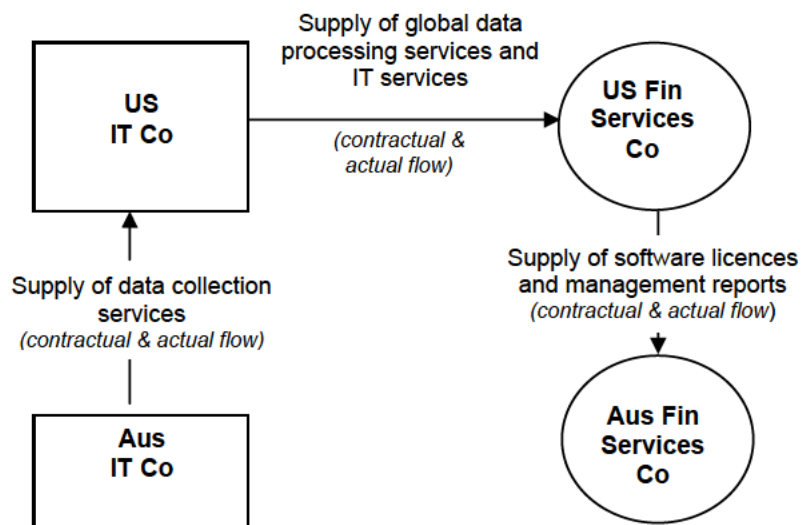 Supply of global data
processing services and
IT services
US
IT Co
US Fin
Services
Co
(contractual &
actual flow)
Supply of data collection
services
(contractual & actual flow)
Supply of software licences
and management reports
(contractual & actual flow)
Aus
IT Co
Aus Fin
Services
Co